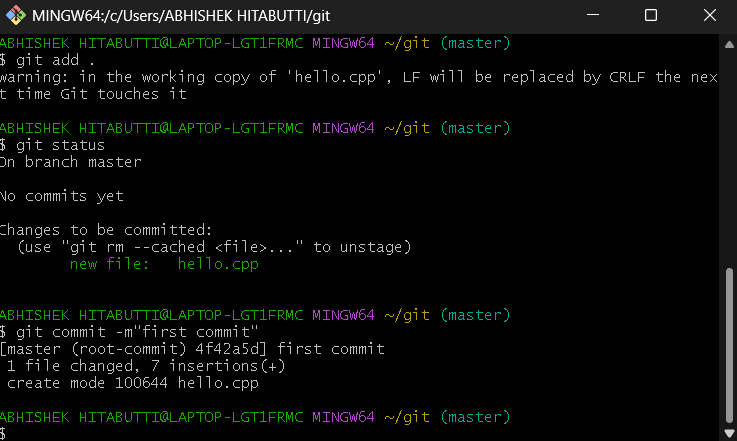 MINGW64:/c/Users/ABHISHEK HITABUTTI/git
ABHISHEK HITABUTTI@LAPTOP-LGT1FRMC MINGW64 ~/git (master)
$ git add .
warning: in the working copy of 'hello.cpp', LF will be replaced by CRLF the nex
t time Git touches it
ABHISHEK HITABUTTI@LAPTOP-LGT1FRMC MINGW64 ~/git (master)
$ git status
On branch master
No commits yet
Changes to be committed:
  (use "git rm --cached <file>..." to unstage)
        new file:   hello.cpp
ABHISHEK HITABUTTI@LAPTOP-LGT1FRMC MINGW64 ~/git (master)
$ git commit -m"first commit"
[master (root-commit) 4f42a5d] first commit
 1 file changed, 7 insertions(+)
 create mode 100644 hello.cpp
ABHISHEK HITABUTTI@LAPTOP-LGT1FRMC MINGW64 ~/git (master)
$